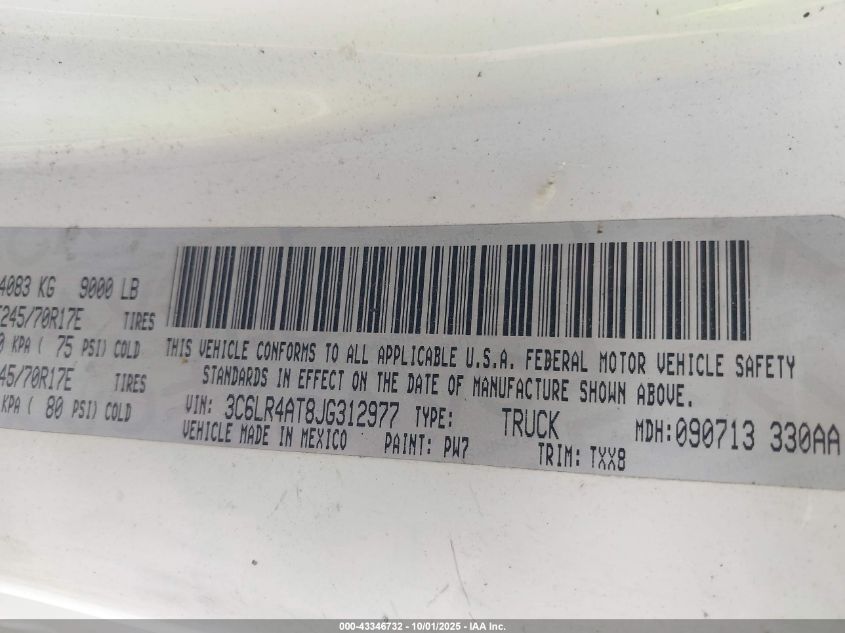 4083 KG 9000 LB
245/70R17E TIRES
0 KPA ( 75 PSI) COLD
245/70R17E TIRES
KPA ( 80 PSI) COLD
THIS VEHICLE CONFORMS TO ALL APPLICABLE U.S.A. FEDERAL MOTOR VEHICLE SAFETY
STANDARDS IN EFFECT ON THE DATE OF MANUFACTURE SHOWN ABOVE.
VIN: 3C6LR4AT8JG312977 TYPE: TRUCK MDH:090713 330AA
VEHICLE MADE IN MEXICO PAINT: PW7 TRIM: TXX8
000-43346732 - 10/01/2025 - IAA Inc.